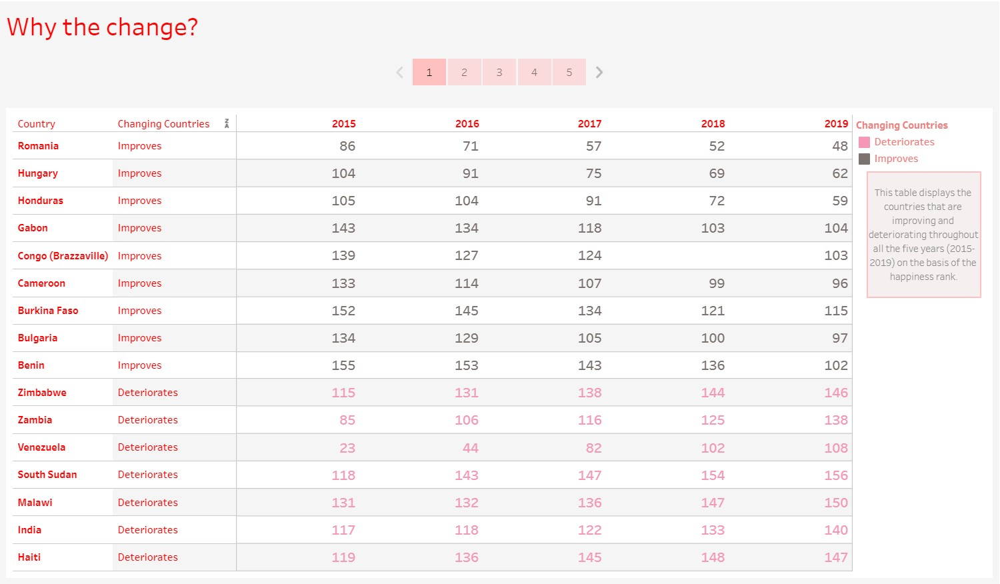 Why the change?
1 2 3 4 5
Country Changing Countries Z A 2015 2016 2017 2018 2019
Romania Improves 86 71 57 52 48
Hungary Improves 104 91 75 69 62
Honduras Improves 105 104 91 72 59
Gabon Improves 143 134 118 103 104
Congo (Brazzaville) Improves 139 127 124 103
Cameroon Improves 133 114 107 99 96
Burkina Faso Improves 152 145 134 121 115
Bulgaria Improves 134 129 105 100 97
Benin Improves 155 153 143 136 102
Zimbabwe Deteriorates 115 131 138 144 146
Zambia Deteriorates 85 106 116 125 138
Venezuela Deteriorates 23 44 82 102 108
South Sudan Deteriorates 118 143 147 154 156
Malawi Deteriorates 131 132 136 147 150
India Deteriorates 117 118 122 133 140
Haiti Deteriorates 119 136 145 148 147
Changing Countries
Deteriorates
Improves
This table displays the
countries that are
improving and
deteriorating throughout
all the five years (2015-
2019) on the basis of the
happiness rank.